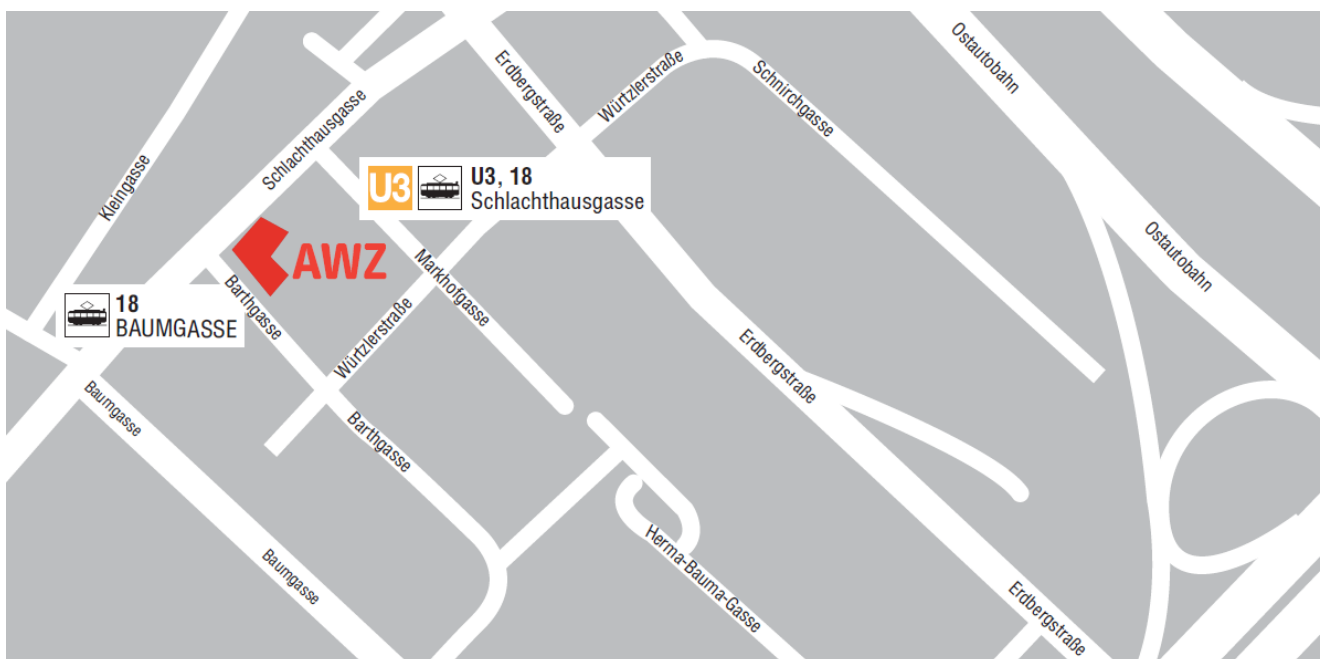 Ostautobahn
Erdbergstraße
Würtzlerstraße
Schnirchgasse
Schlachthausgasse
Kleingasse
U3
U3, 18
Schlachthausgasse
Ostautobahn
AWZ
Markhofgasse
Barthgasse
18
BAUMGASSE
Würtzlerstraße
Erdbergstraße
Baumgasse
Barthgasse
Baumgasse
Herma-Bauma-Gasse
Erdbergstraße